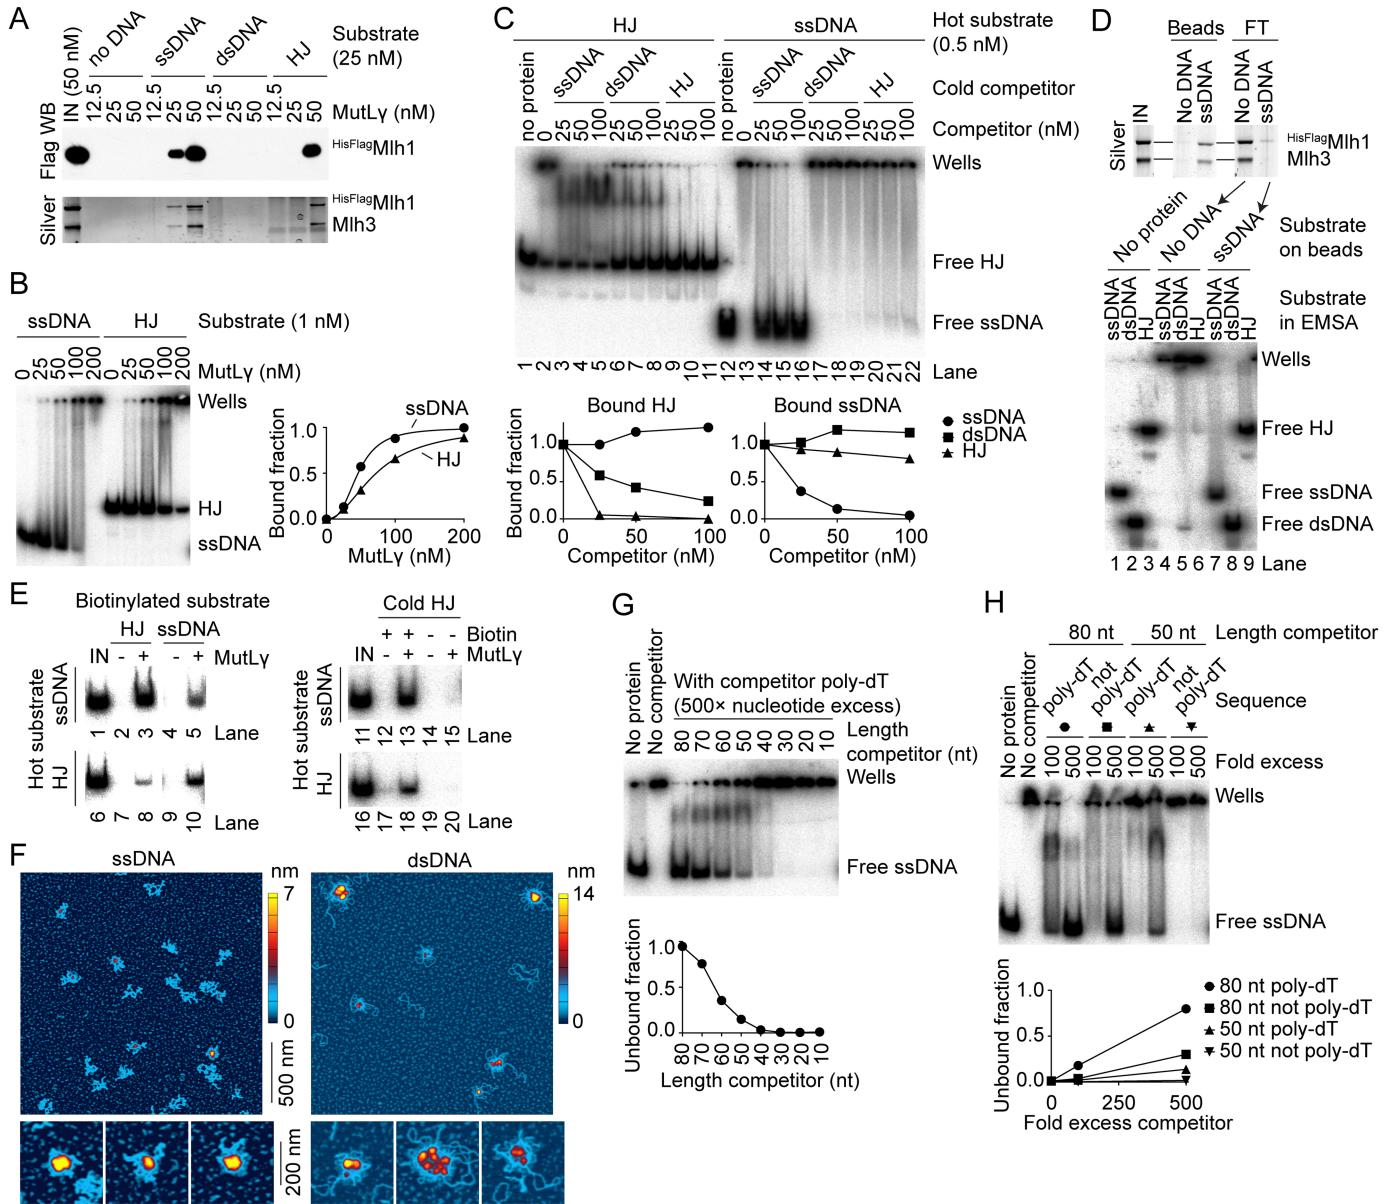 A
no DNA
ssDNA
dsDNA
HJ
Substrate
(25 nM)
IN (50 nM)
12.5
25
50
12.5
25
50
12.5
25
50
12.5
25
50
MutLγ (nM)
Flag WB
HisFlagMlh1
Silver
HisFlagMlh1
Mlh3
B
ssDNA
HJ
Substrate (1 nM)
0
25
50
100
200
0
25
50
100
200
MutLγ (nM)
Wells
HJ
ssDNA
Bound fraction
1.0
0.5
0.0
ssDNA
HJ
0
100
200
MutLγ (nM)
C
HJ
ssDNA
Hot substrate
(0.5 nM)
no protein
ssDNA
dsDNA
HJ
no protein
ssDNA
dsDNA
HJ
Cold competitor
0
25
50
100
25
50
100
25
50
100
0
25
50
100
25
50
100
25
50
100
Competitor (nM)
Wells
Free HJ
Free ssDNA
1 2 3 4 5 6 7 8 9 10 11 12 13 14 15 16 17 18 19 20 21 22
Lane
Bound HJ
Bound ssDNA
Bound fraction
1.0
0.5
0.0
0
50
100
Competitor (nM)
1.0
0.5
0.0
0
50
100
Competitor (nM)
ssDNA
dsDNA
HJ
D
Beads
FT
IN
No DNA
ssDNA
No DNA
ssDNA
Silver
HisFlagMlh1
Mlh3
No protein
No DNA
ssDNA
Substrate
on beads
ssDNA
dsDNA
HJ
ssDNA
dsDNA
HJ
ssDNA
dsDNA
HJ
Substrate
in EMSA
Wells
Free HJ
Free ssDNA
Free dsDNA
1 2 3 4 5 6 7 8 9 Lane
E
Biotinylated substrate
HJ
ssDNA
IN - + - + MutLγ
Hot substrate
ssDNA
1 2 3 4 5 Lane
HJ
6 7 8 9 10 Lane
Cold HJ
+ + - - Biotin
IN - + - + MutLγ
Hot substrate
ssDNA
11 12 13 14 15 Lane
HJ
16 17 18 19 20 Lane
F
ssDNA
dsDNA
nm
7
0
nm
14
0
500 nm
200 nm
G
No protein
No competitor
With competitor poly-dT
(500× nucleotide excess)
80
70
60
50
40
30
20
10
Length
competitor (nt)
Wells
Free ssDNA
Unbound fraction
1.0
0.5
0.0
80
70
60
50
40
30
20
10
Length competitor (nt)
H
80 nt
50 nt
Length competitor
No protein
No competitor
poly-dT
not
poly-dT
poly-dT
not
poly-dT
Sequence
100
500
100
500
100
500
100
500
Fold excess
Wells
Free ssDNA
Unbound fraction
1.0
0.5
0.0
0
250
500
Fold excess competitor
80 nt poly-dT
80 nt not poly-dT
50 nt poly-dT
50 nt not poly-dT